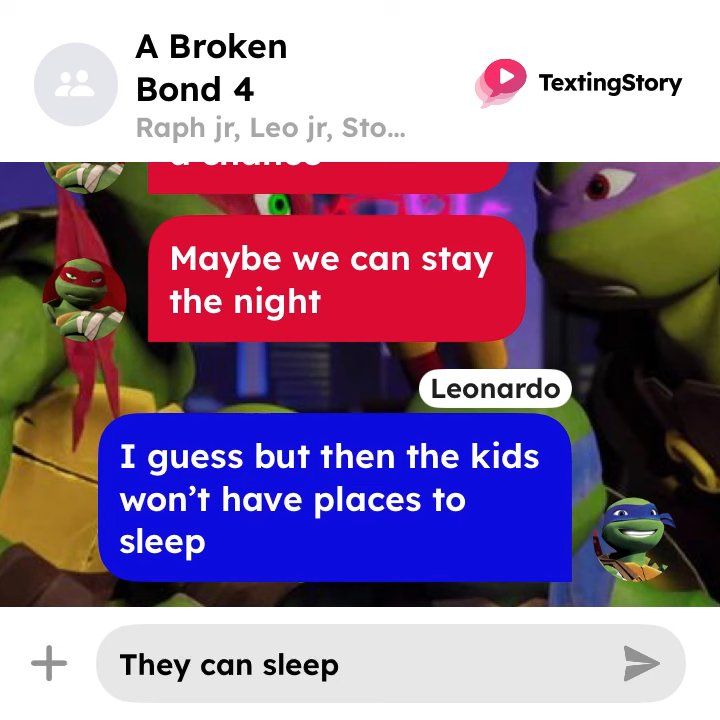 A Broken
Bond 4
Raph jr, Leo jr, Sto...
TextingStory
a chance
Maybe we can stay
the night
Leonardo
I guess but then the kids
won't have places to
sleep
They can sleep